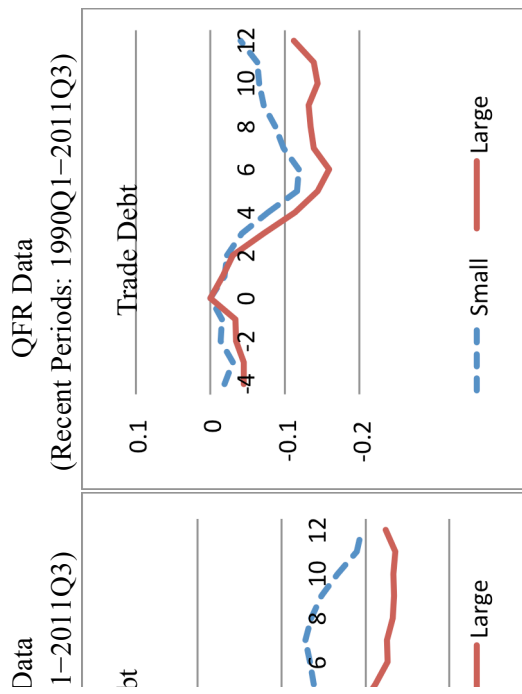 QFR Data
(Recent Periods: 1990Q1−2011Q3)
Trade Debt
0.1
0
-0.1
-0.2
-4 -2 0 2 4 6 8 10 12
Small Large
Data
1−2011Q3)
bt
6 8 10 12
Large